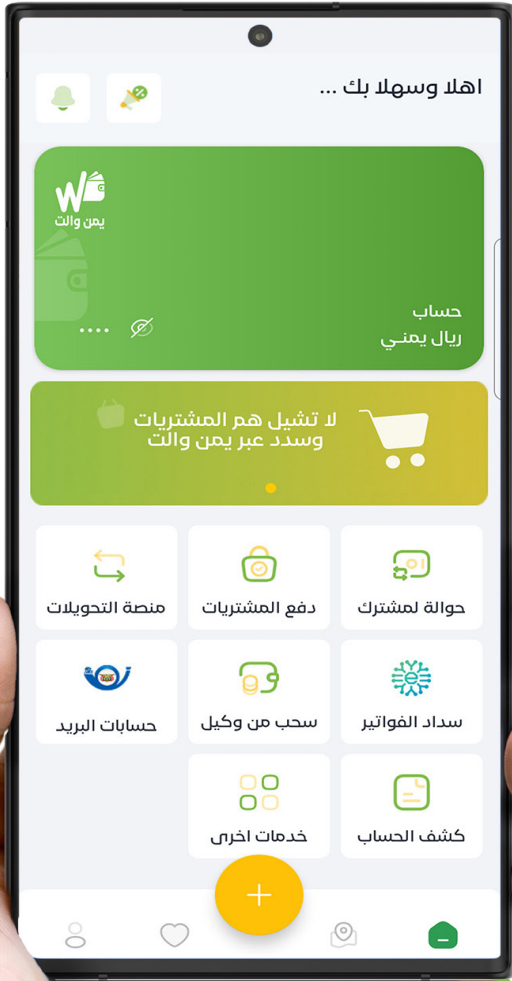 اهلا وسهلا بك ...
يمن والت
حساب
ريال يمني
....
لا تشيل هم المشتريات
وسدد عبر يمن والت
حوالة لمشترك
دفع المشتريات
منصة التحويلات
سداد الفواتير
سحب من وكيل
حسابات البريد
كشف الحساب
خدمات اخرى